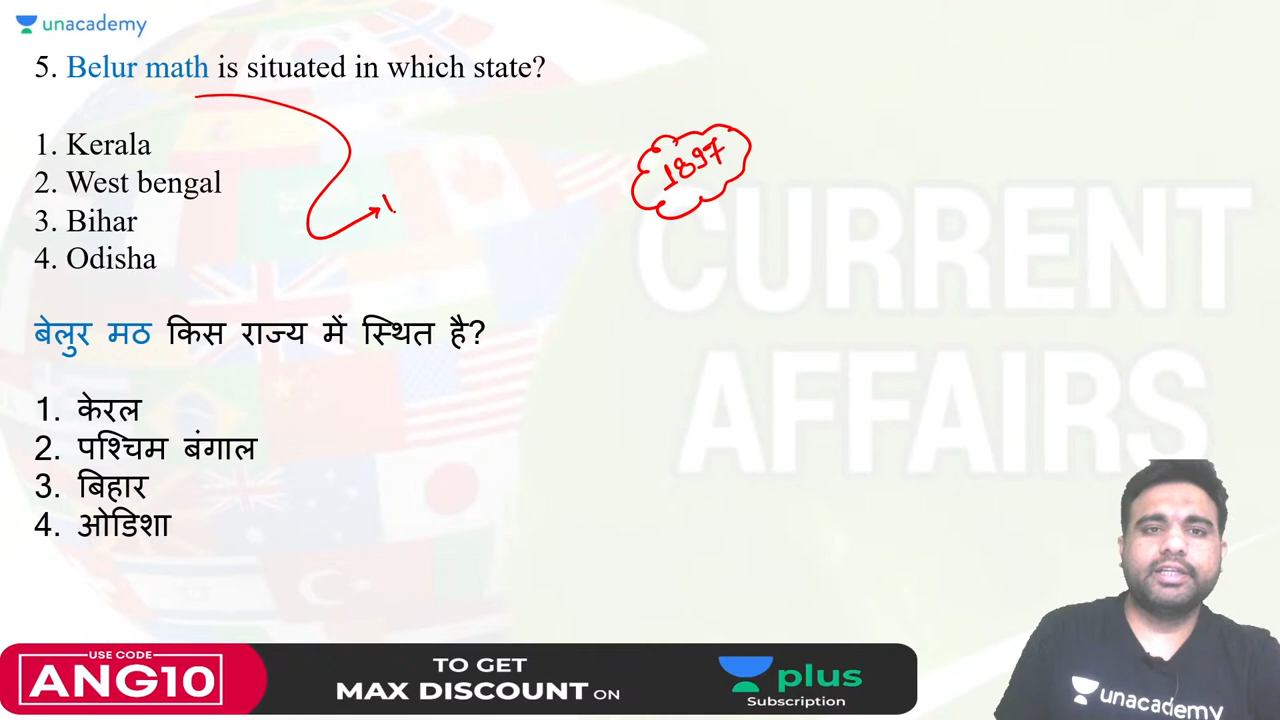 unacademy
5. Belur math is situated in which state?
1. Kerala
2. West bengal
3. Bihar
4. Odisha
1897
CURRENT
AFFAIRS
बेलुर मठ किस राज्य में स्थित है?
1. केरल
2. पश्चिम बंगाल
3. बिहार
4. ओडिशा
USE CODE
ANG10
TO GET
MAX DISCOUNT ON
plus
Subscription
unacademy